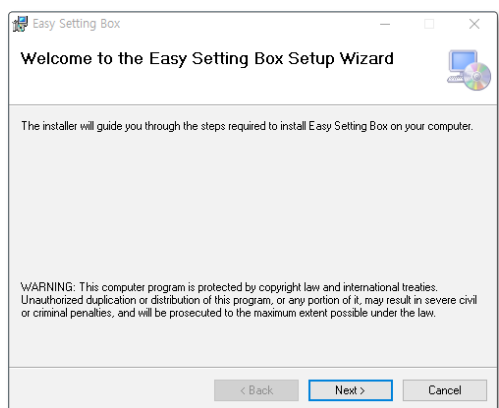 Easy Setting Box
Welcome to the Easy Setting Box Setup Wizard
The installer will guide you through the steps required to install Easy Setting Box on your computer.
WARNING: This computer program is protected by copyright law and international treaties.
Unauthorized duplication or distribution of this program, or any portion of it, may result in severe civil
or criminal penalties, and will be prosecuted to the maximum extent possible under the law.
< Back
Next >
Cancel